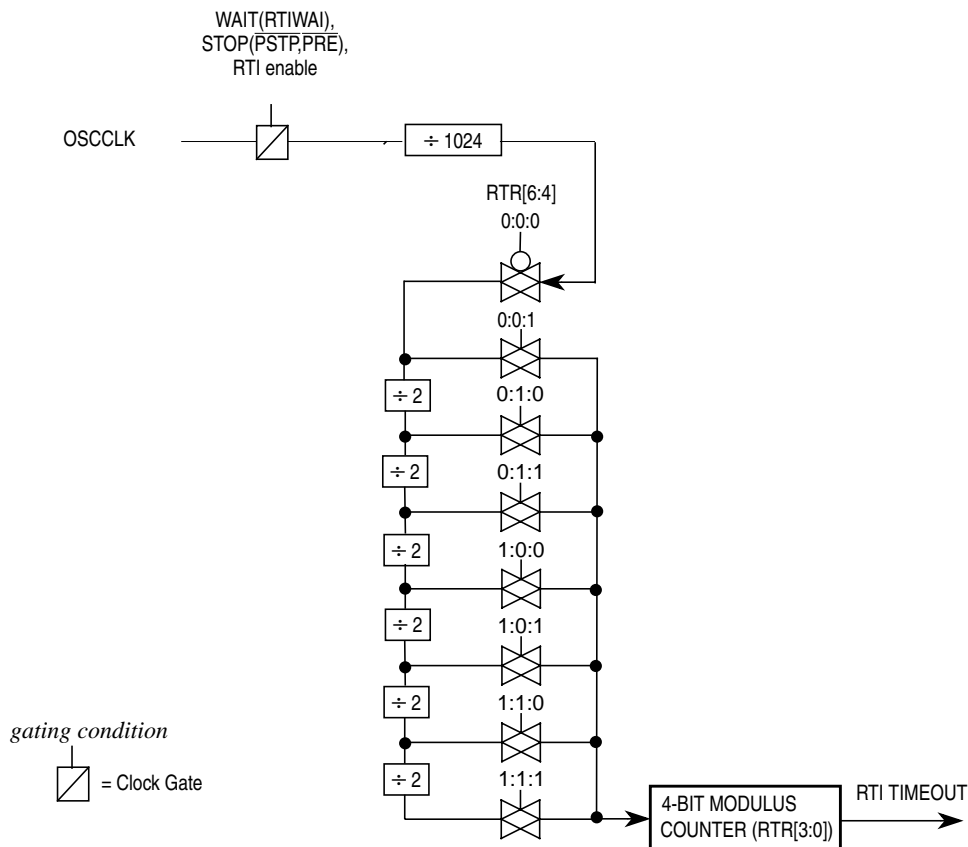 WAIT(RTIWAI),
STOP(PSTP,PRE),
RTI enable
OSCCLK
÷ 1024
RTR[6:4]
0:0:0
0:0:1
÷ 2
0:1:0
÷ 2
0:1:1
÷ 2
1:0:0
÷ 2
1:0:1
÷ 2
1:1:0
÷ 2
1:1:1
gating condition
= Clock Gate
4-BIT MODULUS
COUNTER (RTR[3:0])
RTI TIMEOUT